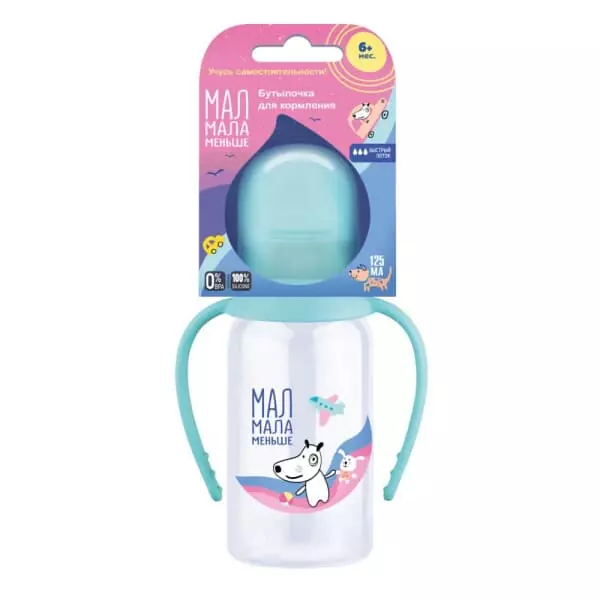 6+
мес.
Учусь самостоятельности!
Бутылочка
для кормления
МАЛ
МАЛА
МЕНЬШЕ
БЫСТРЫЙ
ПОТОК
0%
BPA
100%
SILICONE
125
МЛ
МАЛ
МАЛА
МЕНЬШЕ